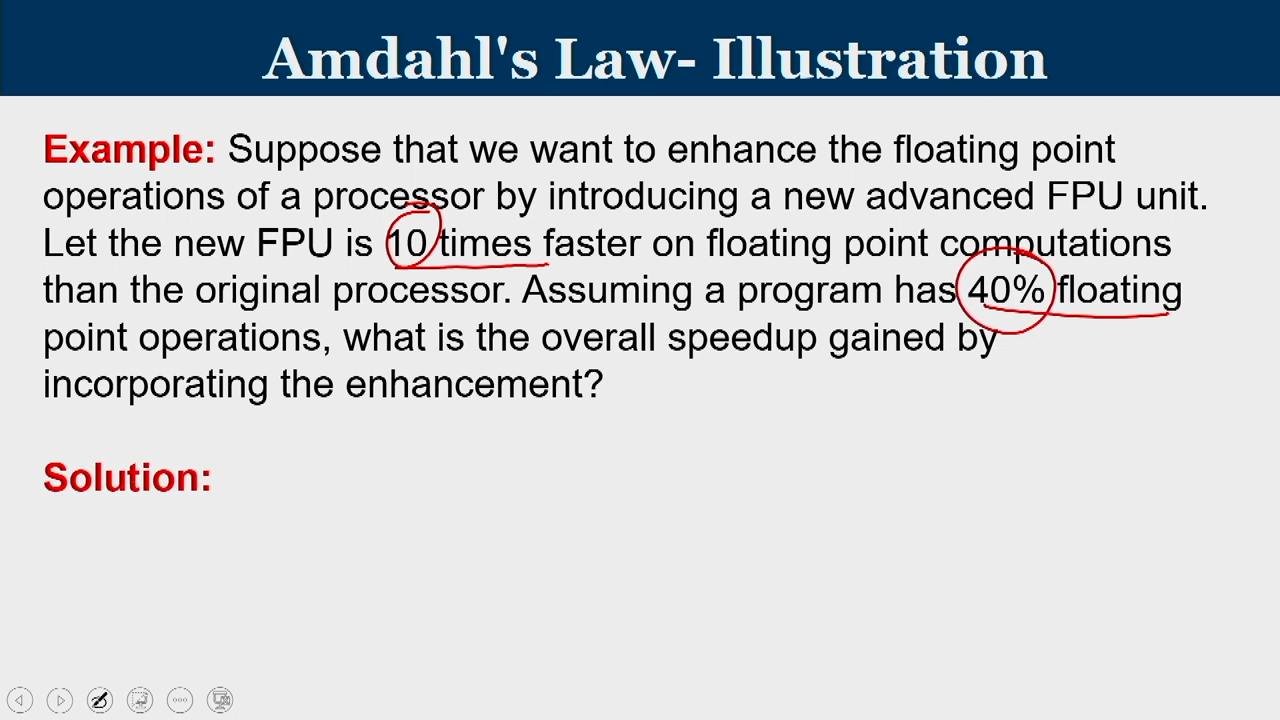 Amdahl's Law- Illustration
Example: Suppose that we want to enhance the floating point
operations of a processor by introducing a new advanced FPU unit.
Let the new FPU is 10 times faster on floating point computations
than the original processor. Assuming a program has 40% floating
point operations, what is the overall speedup gained by
incorporating the enhancement?
Solution: